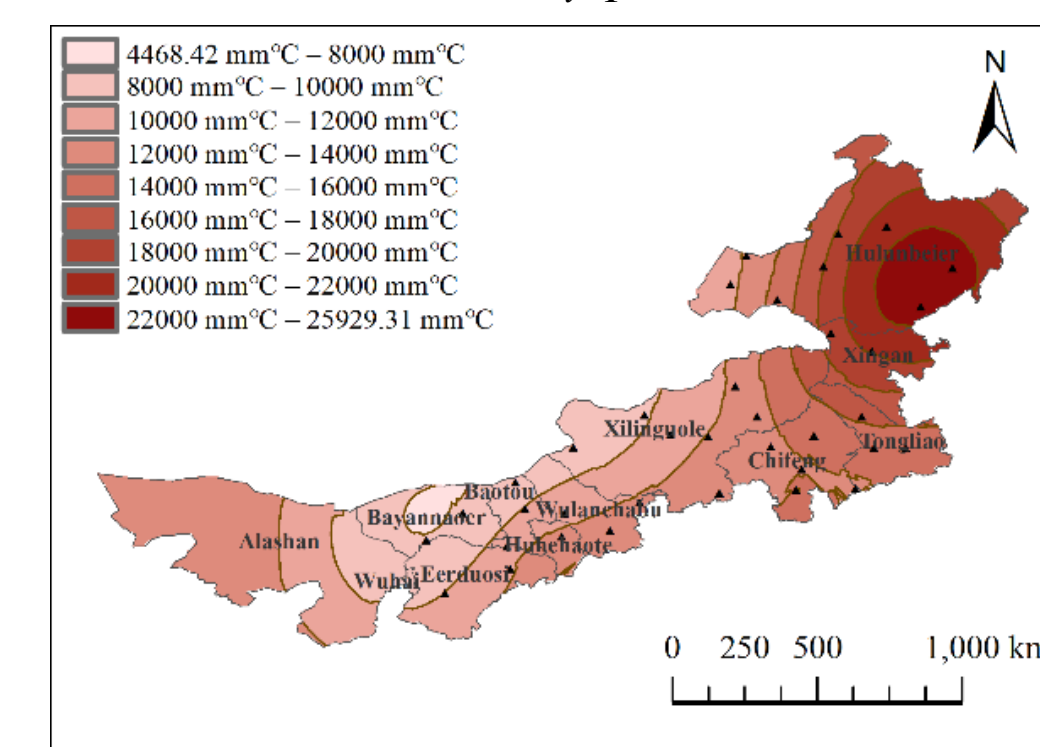 4468.42 mm°C – 8000 mm°C
8000 mm°C – 10000 mm°C
10000 mm°C – 12000 mm°C
12000 mm°C – 14000 mm°C
14000 mm°C – 16000 mm°C
16000 mm°C – 18000 mm°C
18000 mm°C – 20000 mm°C
20000 mm°C – 22000 mm°C
22000 mm°C – 25929.31 mm°C
N
Hulunbeier
Xingan
Xilinguole
Tongliao
Chifeng
Baotou
Bayannaoer
Wulanchabu
Alashan
Huhehaote
Wuhai
Eerduosi
0 250 500 1,000 km